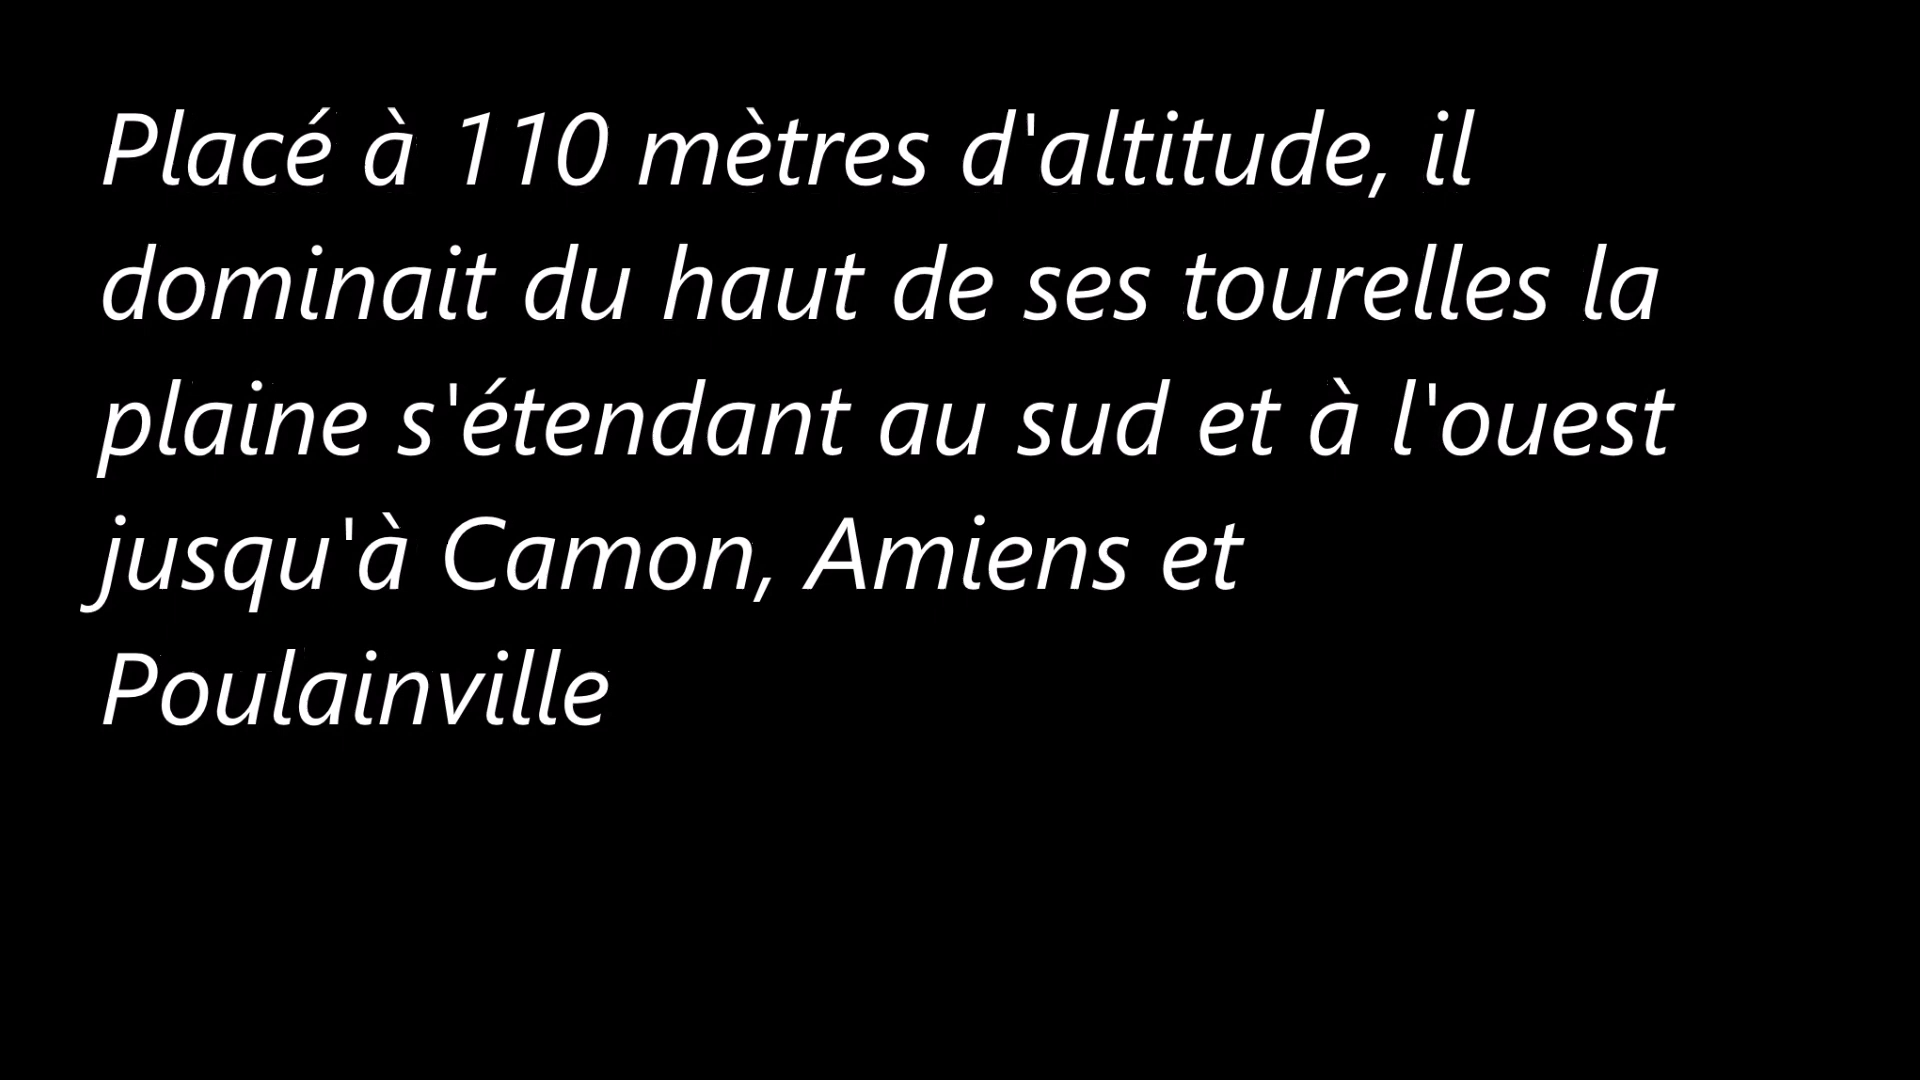 Placé à 110 mètres d'altitude, il
dominait du haut de ses tourelles la
plaine s'étendant au sud et à l'ouest
jusqu'à Camon, Amiens et
Poulainville